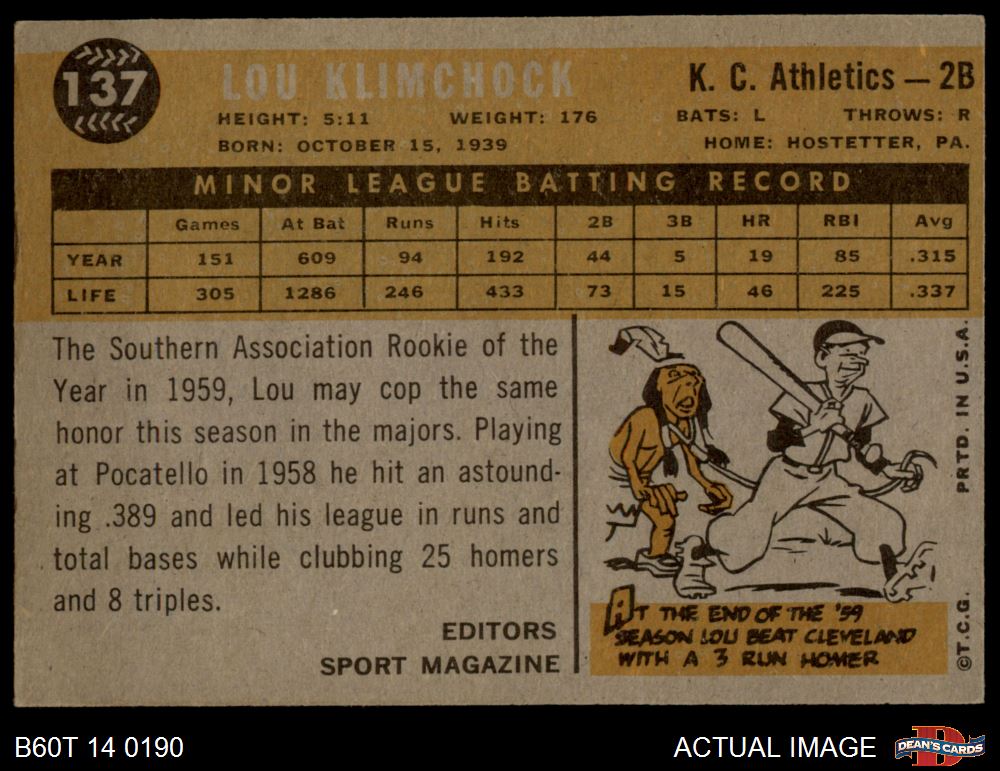 137
LOU KLIMCHOCK
K. C. Athletics — 2B
HEIGHT: 5:11 WEIGHT: 176 BATS: L THROWS: R
BORN: OCTOBER 15, 1939 HOME: HOSTETTER, PA.
MINOR LEAGUE BATTING RECORD
Games At Bat Runs Hits 2B 3B HR RBI Avg
YEAR 151 609 94 192 44 5 19 85 .315
LIFE 305 1286 246 433 73 15 46 225 .337
The Southern Association Rookie of the
Year in 1959, Lou may cop the same
honor this season in the majors. Playing
at Pocatello in 1958 he hit an astound-
ing .389 and led his league in runs and
total bases while clubbing 25 homers
and 8 triples.
EDITORS
SPORT MAGAZINE
AT THE END OF THE '59
SEASON LOU BEAT CLEVELAND
WITH A 3 RUN HOMER
©T.C.G. PRTD. IN U.S.A.
B60T 14 0190
ACTUAL IMAGE
D
DEAN'S CARDS